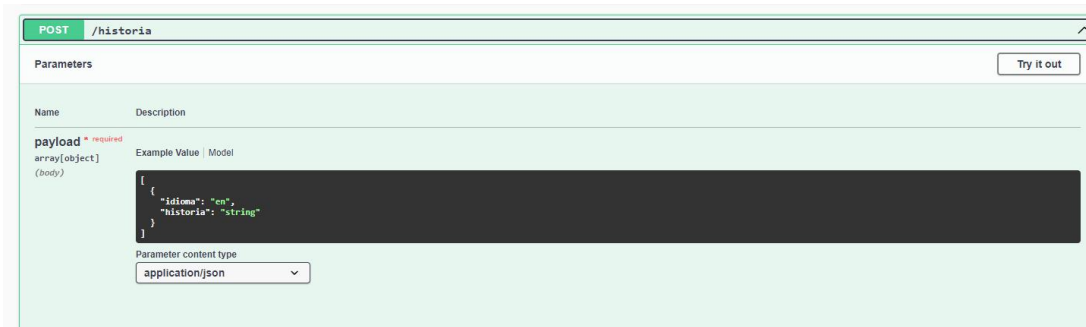 POST /historia
Parameters
Try it out
Name Description
payload * required
array[object]
(body)
Example Value | Model
[
{
"idioma": "en",
"historia": "string"
}
]
Parameter content type
application/json